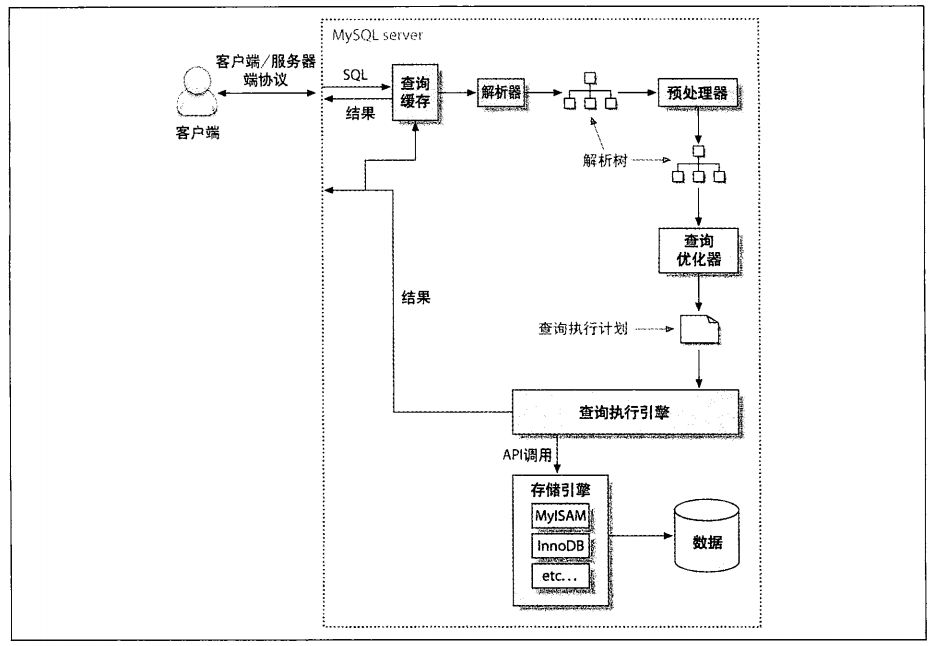 MySQL server
客户端/服务器
端协议
客户端
SQL
结果
查询
缓存
解析器
预处理器
解析树
查询
优化器
结果
查询执行计划
查询执行引擎
API调用
存储引擎
MyISAM
InnoDB
etc...
数据